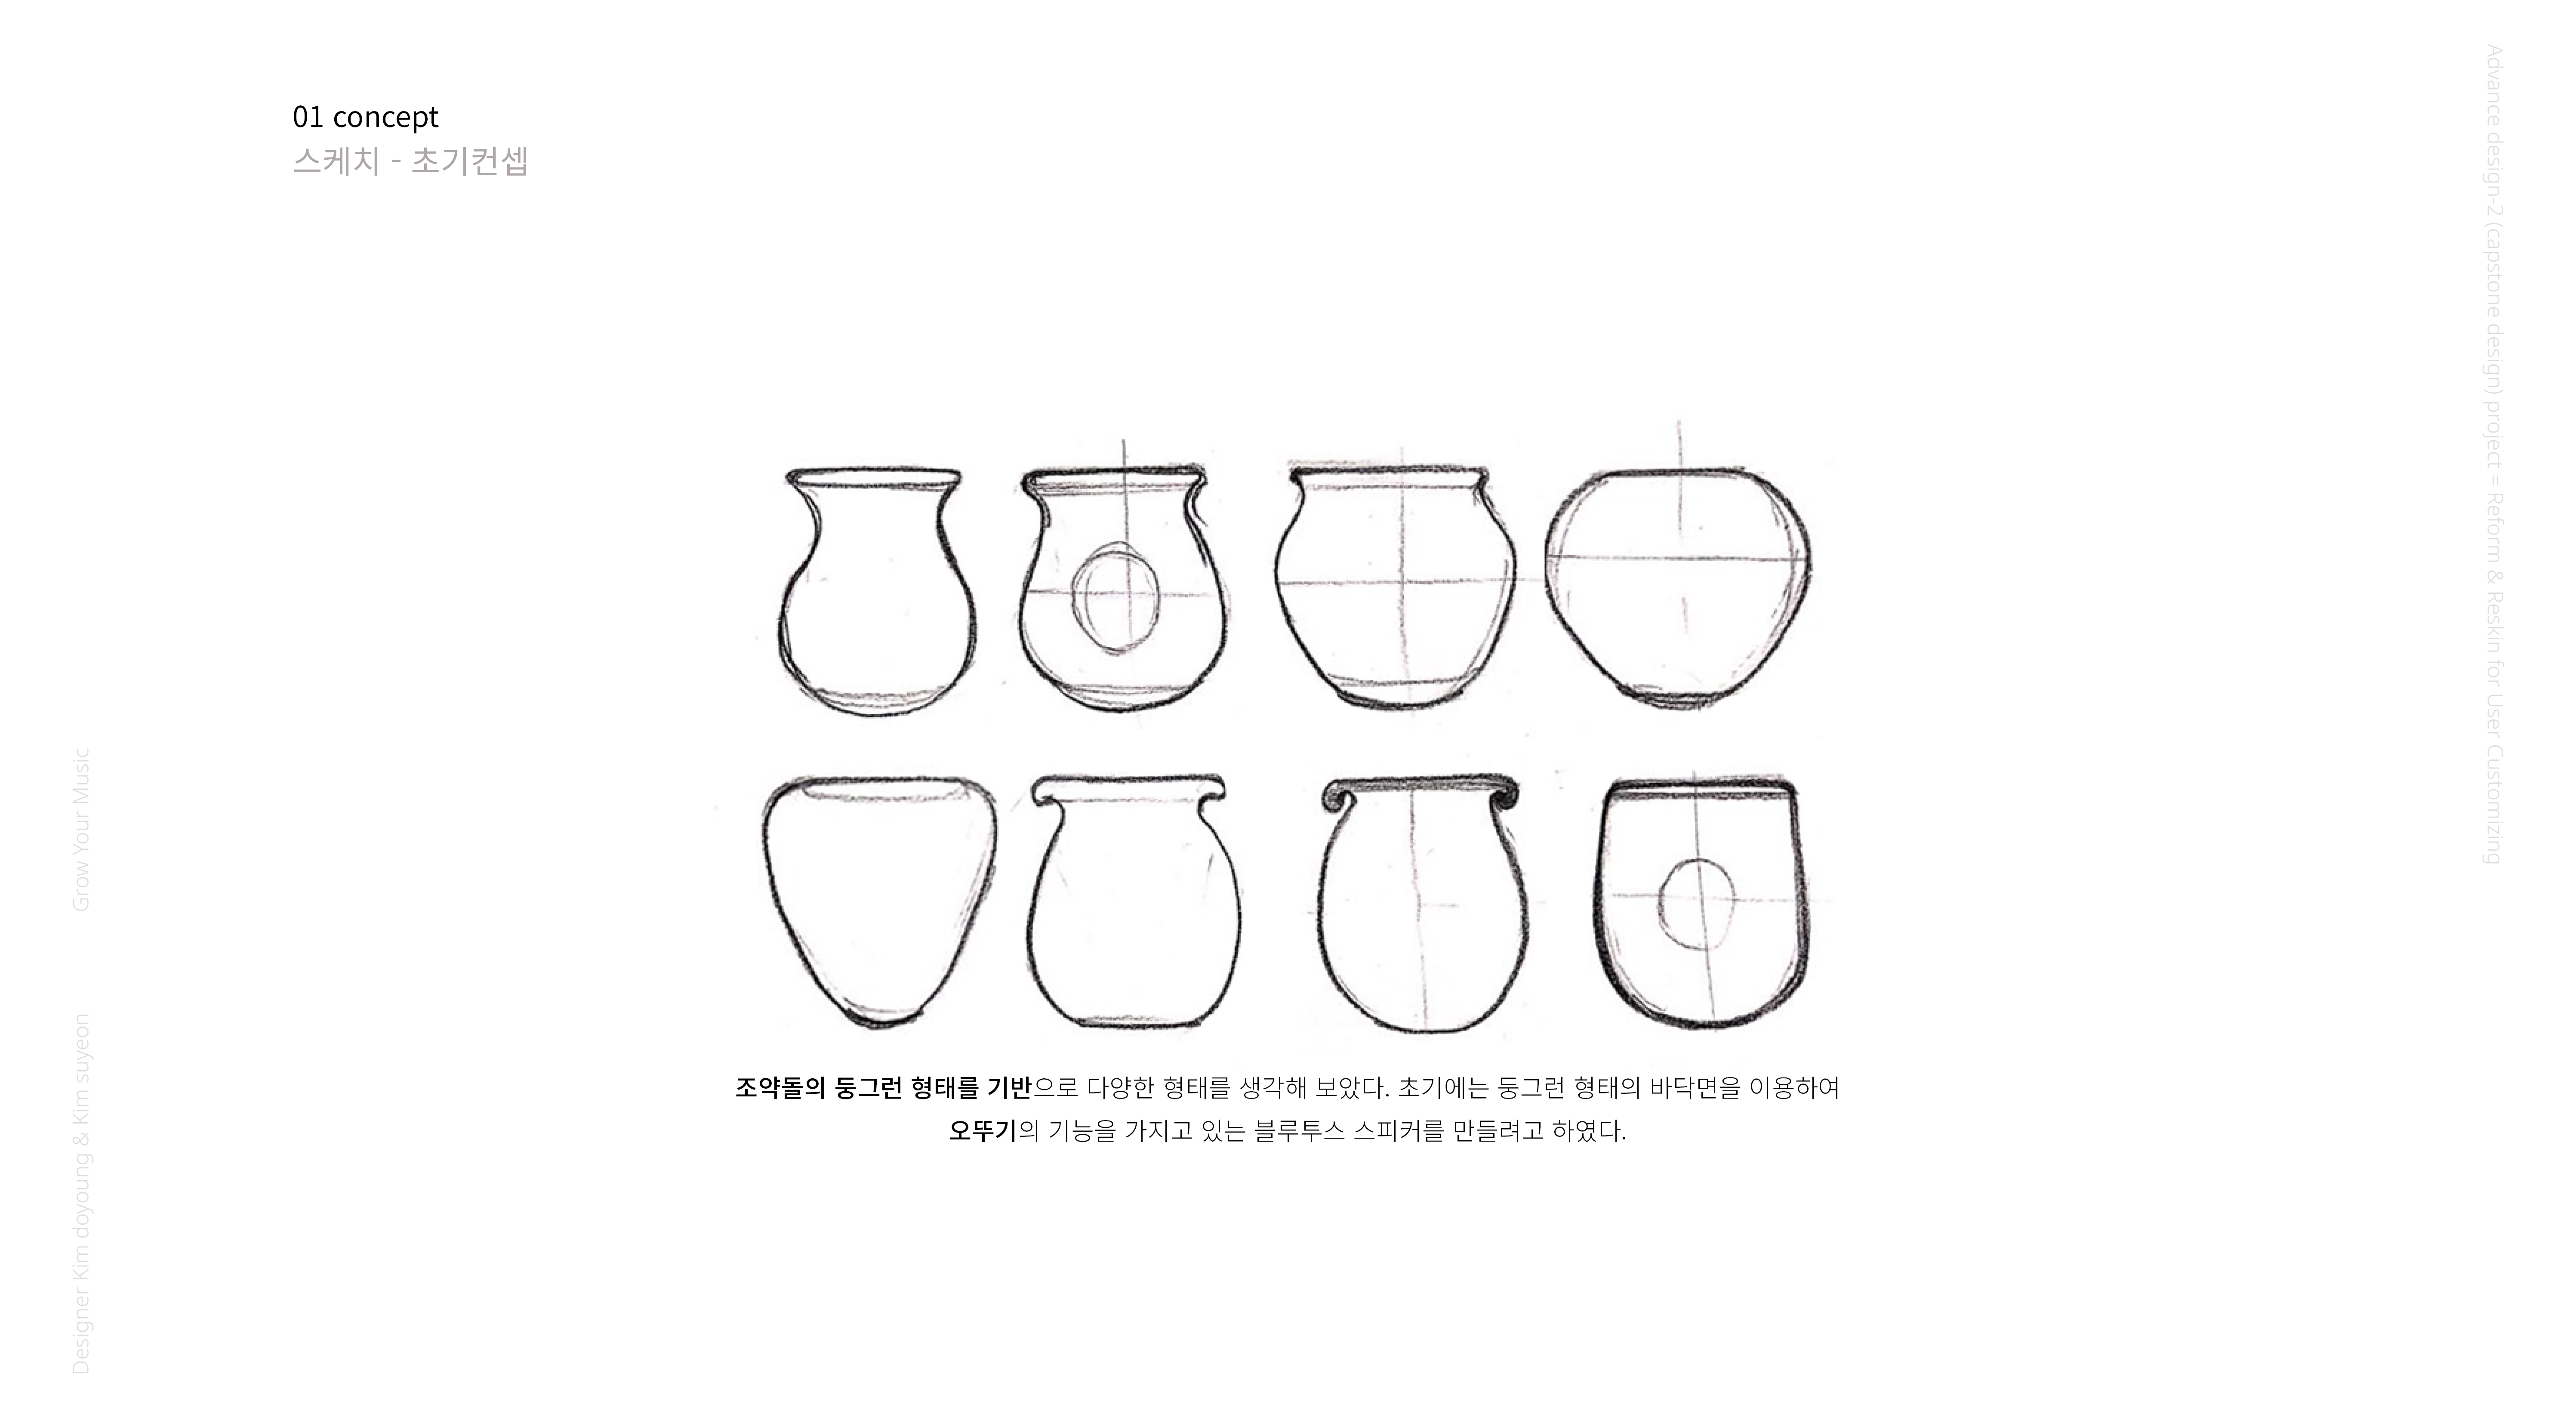 01 concept
스케치 - 초기컨셉
조약돌의 둥그런 형태를 기반으로 다양한 형태를 생각해 보았다. 초기에는 둥그런 형태의 바닥면을 이용하여
오뚜기의 기능을 가지고 있는 블루투스 스피커를 만들려고 하였다.
Grow Your Music
Designer Kim doyoung & Kim suyeon
Advance design-2 (capstone design) project = Reform & Reskin for User Customizing